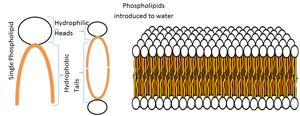 Phospholipids
introduced to water
Single Phospholipid
Hydrophilic
Heads
Hydrophobic
Tails